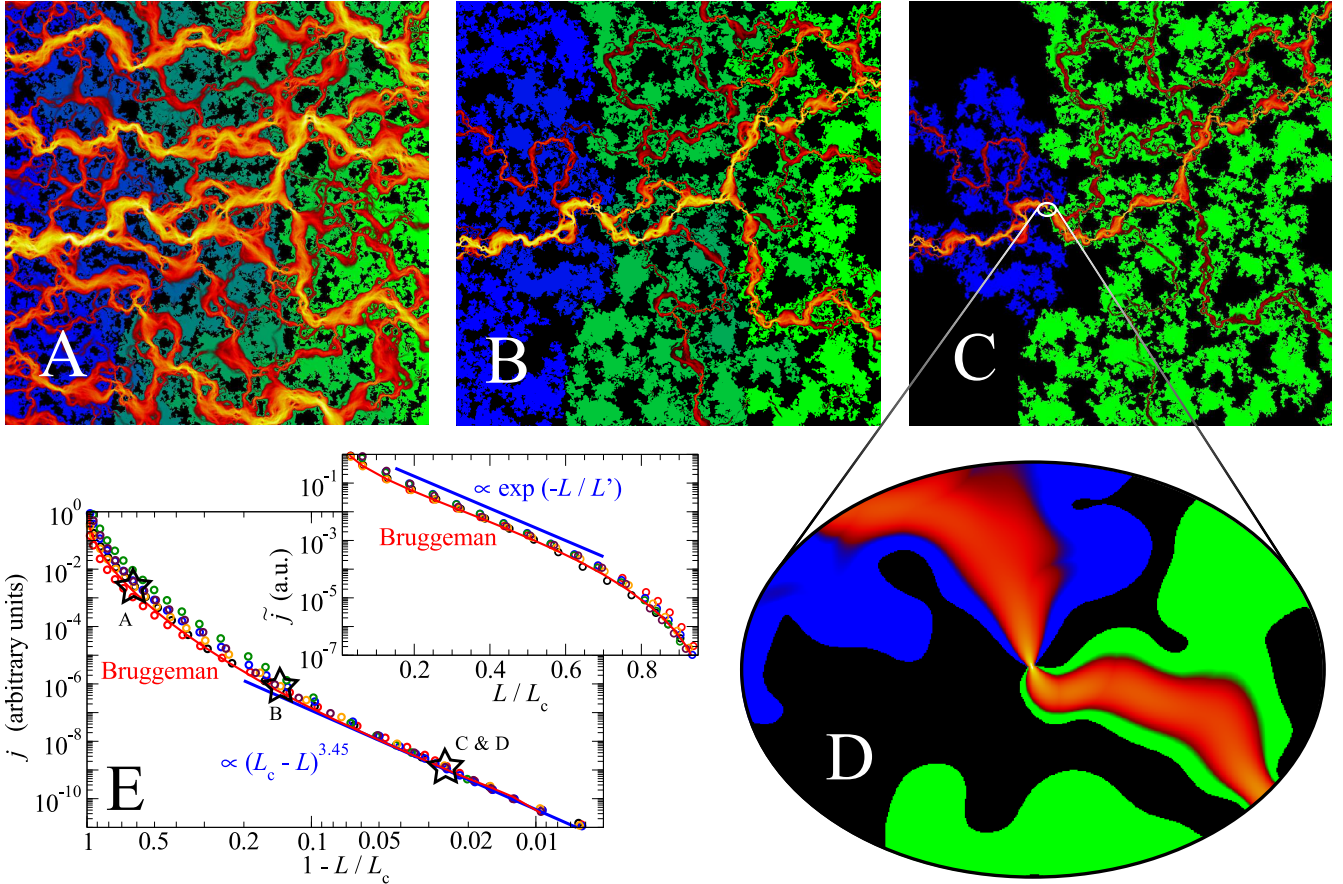 A
B
C
D
E
10^-1
10^-3
10^-5
10^-7
j̃ (a.u.)
∝ exp (-L / L’)
Bruggeman
0.2
0.4
0.6
0.8
L / L_c
10^0
10^-2
10^-4
10^-6
10^-8
10^-10
j (arbitrary units)
A
Bruggeman
B
C & D
∝ (L_c - L)^3.45
1
0.5
0.1
0.05
0.02
0.01
1 - L / L_c